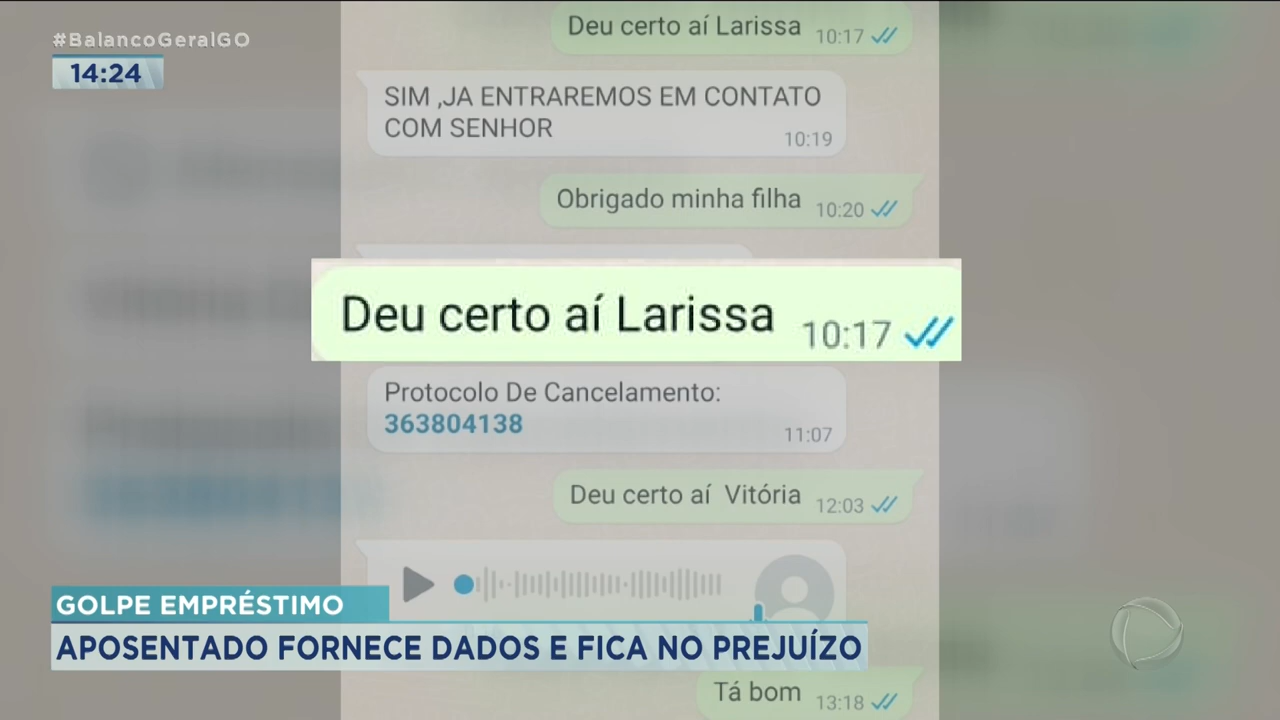 #BalancoGeralGO
14:24
Deu certo aí Larissa 10:17
SIM ,JA ENTRAREMOS EM CONTATO
COM SENHOR
10:19
Obrigado minha filha 10:20
Deu certo aí Larissa 10:17
Protocolo De Cancelamento:
363804138
11:07
Deu certo aí Vitória 12:03
GOLPE EMPRÉSTIMO
APOSENTADO FORNECE DADOS E FICA NO PREJUÍZO
Tá bom 13:18